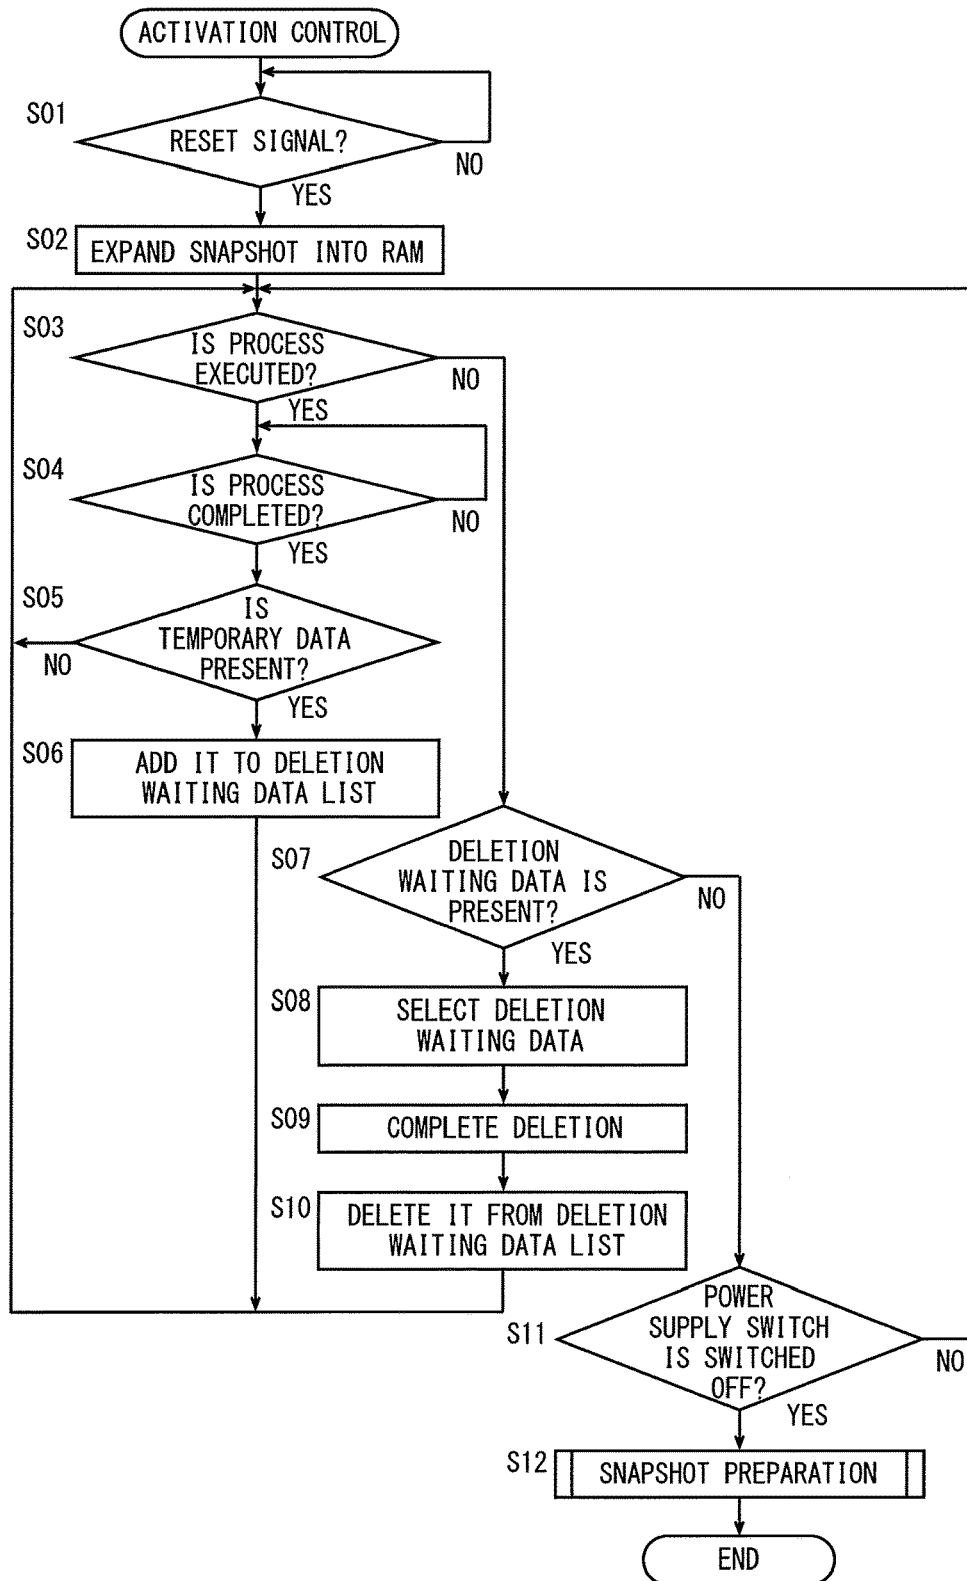 ACTIVATION CONTROL
S01
RESET SIGNAL?
NO
YES
S02
EXPAND SNAPSHOT INTO RAM
S03
IS PROCESS
EXECUTED?
NO
YES
S04
IS PROCESS
COMPLETED?
NO
YES
S05
IS
TEMPORARY DATA
PRESENT?
NO
YES
S06
ADD IT TO DELETION
WAITING DATA LIST
S07
DELETION
WAITING DATA IS
PRESENT?
NO
YES
S08
SELECT DELETION
WAITING DATA
S09
COMPLETE DELETION
S10
DELETE IT FROM DELETION
WAITING DATA LIST
S11
POWER
SUPPLY SWITCH
IS SWITCHED
OFF?
NO
YES
S12
SNAPSHOT PREPARATION
END